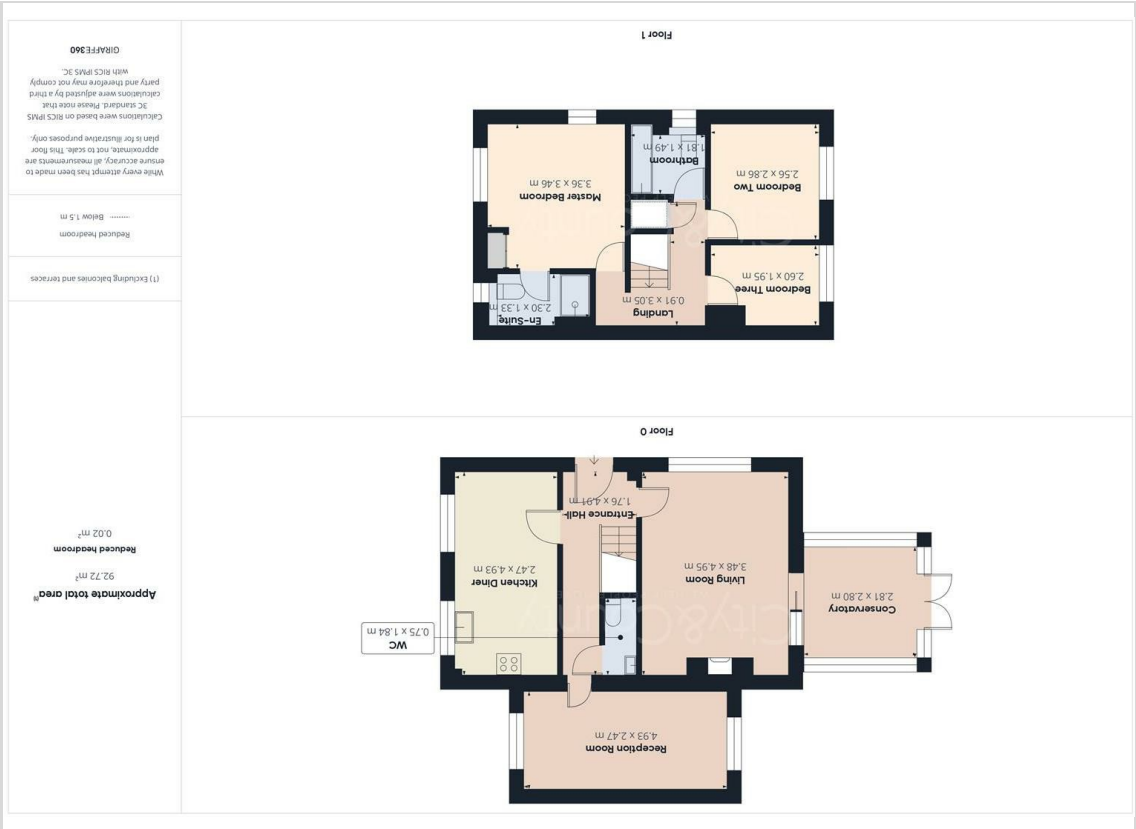 Approximate total area⁽¹⁾
92.72 m²
Reduced headroom
0.02 m²
(1) Excluding balconies and terraces
Reduced headroom
Below 1.5 m
While every attempt has been made to
ensure accuracy, all measurements are
approximate, not to scale. This floor
plan is for illustrative purposes only.
Calculations were based on RICS IPMS
3C standard. Please note that
calculations were adjusted by a third
party and therefore may not comply
with RICS IPMS 3C.
GIRAFFE360
Reception Room
4.93 x 2.47 m
WC
0.75 x 1.84 m
Conservatory
2.81 x 2.80 m
Living Room
3.48 x 4.95 m
Kitchen Diner
2.47 x 4.93 m
Entrance Hall
1.76 x 4.91 m
City&County
Floor 0
En-Suite
2.30 x 1.33 m
Landing
0.91 x 3.05 m
Bedroom Three
2.60 x 1.95 m
Master Bedroom
3.36 x 3.46 m
Bedroom Two
2.56 x 2.86 m
Bathroom
1.81 x 1.49 m
Floor 1